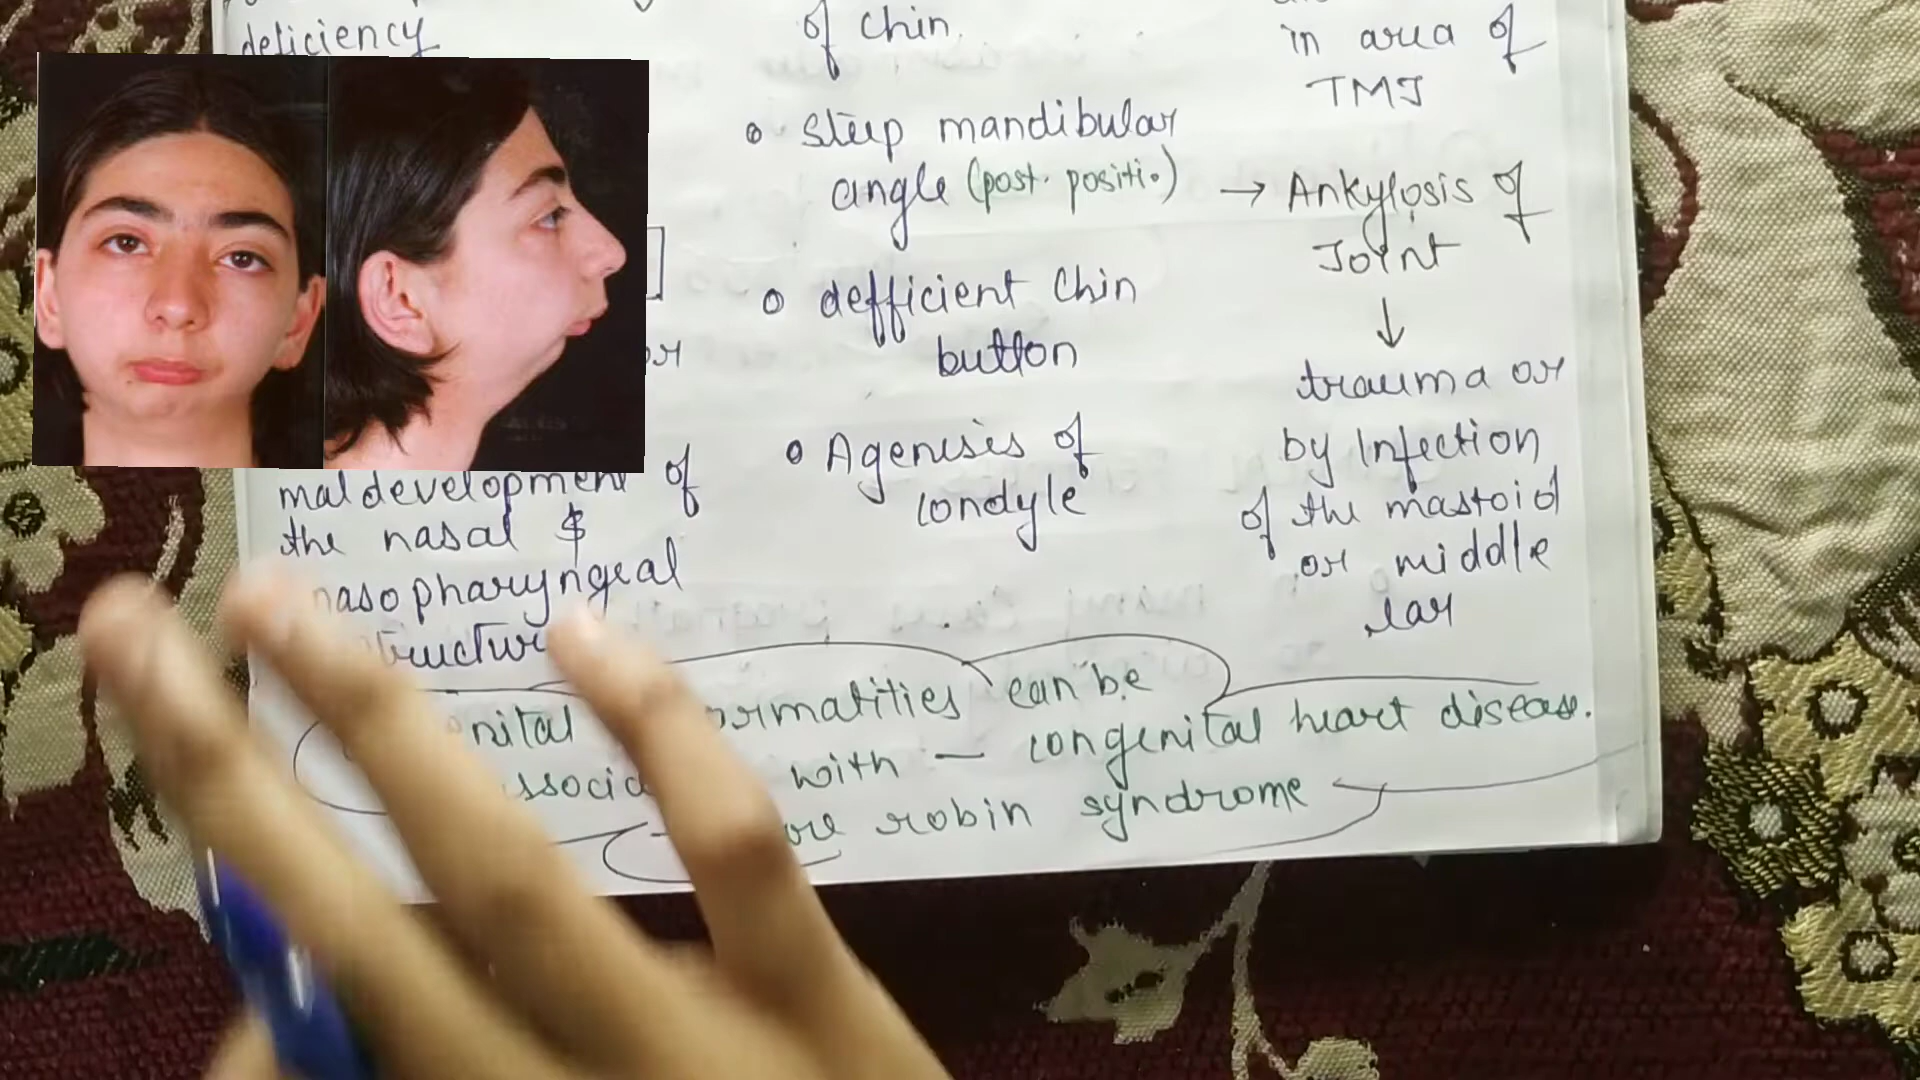 deficiency
maldevelopment of
the nasal $
nasopharyngeal
of chin.
steep mandibular
angle (post. positi.)
defficient Chin
button
Agenesis of
condyle
in area of
TMJ
→ Ankylosis of
Joint
↓
trauma or
by Infection
of the mastoid
or middle
ear
can be
with — congenital heart disease.
robin syndrome